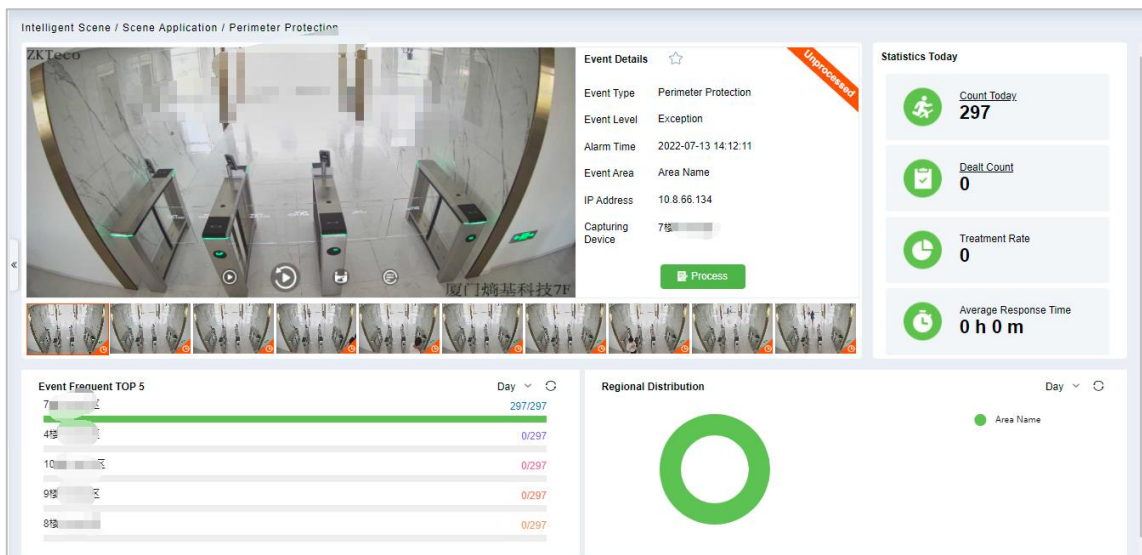 Intelligent Scene / Scene Application / Perimeter Protection
ZKTeco
厦门熵基科技7F
Event Details
Unprocessed
Event Type Perimeter Protection
Event Level Exception
Alarm Time 2022-07-13 14:12:11
Event Area Area Name
IP Address 10.8.66.134
Capturing Device 7楼
Process
Statistics Today
Count Today
297
Dealt Count
0
Treatment Rate
0
Average Response Time
0 h 0 m
Event Frequent TOP 5
Day
7 区
297/297
4楼
0/297
10 区
0/297
9楼 区
0/297
8楼
0/297
Regional Distribution
Day
Area Name